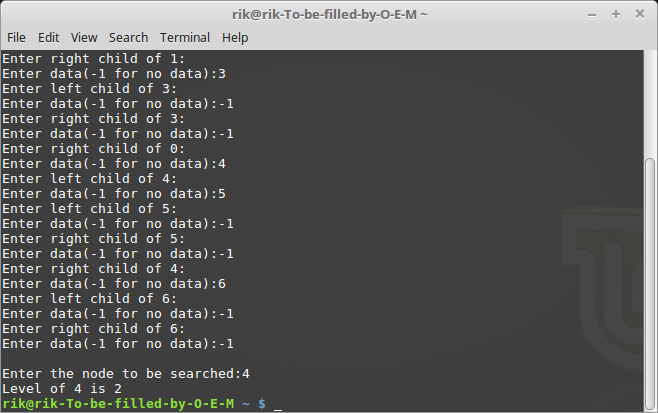 rik@rik-To-be-filled-by-O-E-M ~
File Edit View Search Terminal Help
Enter right child of 1:
Enter data(-1 for no data):3
Enter left child of 3:
Enter data(-1 for no data):-1
Enter right child of 3:
Enter data(-1 for no data):-1
Enter right child of 0:
Enter data(-1 for no data):4
Enter left child of 4:
Enter data(-1 for no data):5
Enter left child of 5:
Enter data(-1 for no data):-1
Enter right child of 5:
Enter data(-1 for no data):-1
Enter right child of 4:
Enter data(-1 for no data):6
Enter left child of 6:
Enter data(-1 for no data):-1
Enter right child of 6:
Enter data(-1 for no data):-1
Enter the node to be searched:4
Level of 4 is 2
rik@rik-To-be-filled-by-O-E-M ~ $ _